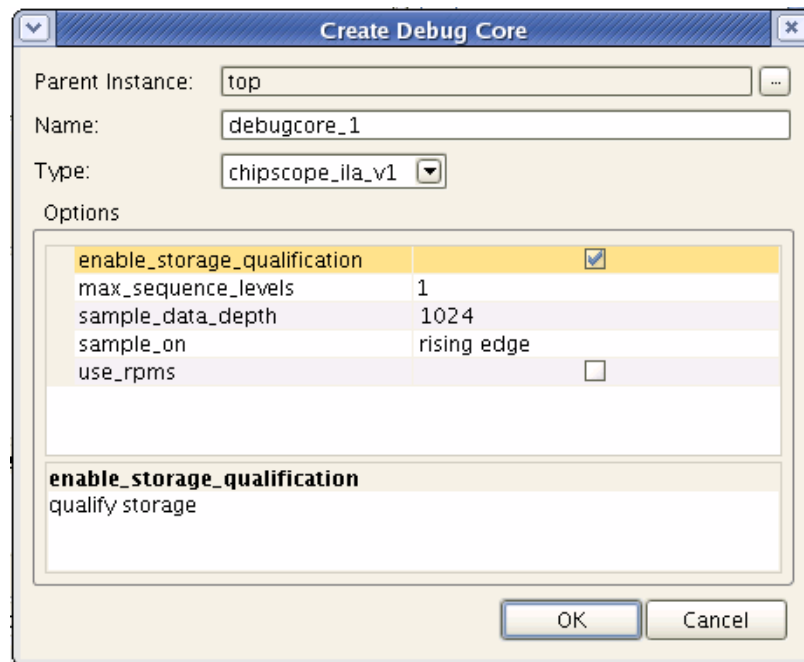 Create Debug Core
Parent Instance: top ...
Name: debugcore_1
Type: chipscope_ila_v1
Options
enable_storage_qualification
max_sequence_levels 1
sample_data_depth 1024
sample_on rising edge
use_rpms
enable_storage_qualification
qualify storage
OK Cancel